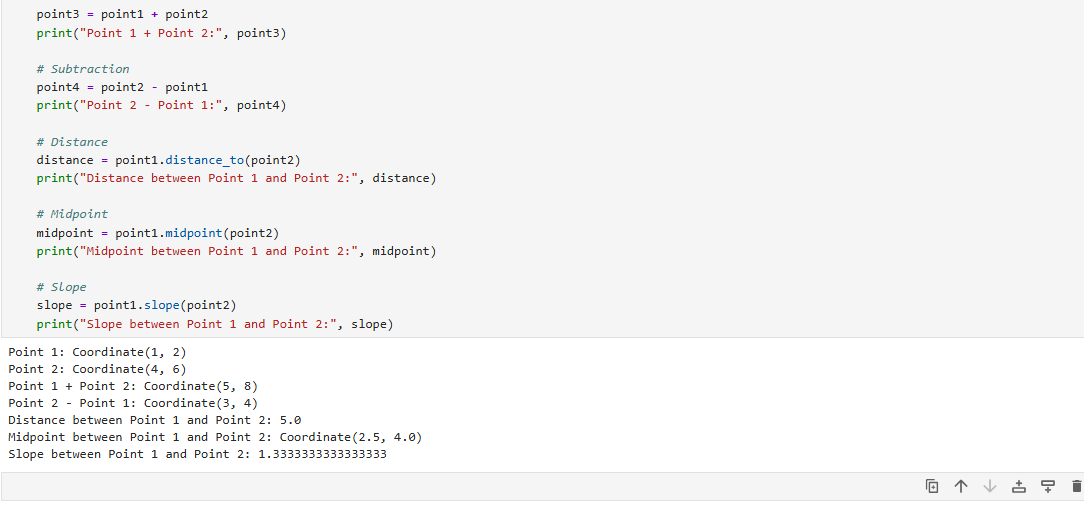 point3 = point1 + point2
print("Point 1 + Point 2:", point3)
# Subtraction
point4 = point2 - point1
print("Point 2 - Point 1:", point4)
# Distance
distance = point1.distance_to(point2)
print("Distance between Point 1 and Point 2:", distance)
# Midpoint
midpoint = point1.midpoint(point2)
print("Midpoint between Point 1 and Point 2:", midpoint)
# Slope
slope = point1.slope(point2)
print("Slope between Point 1 and Point 2:", slope)
Point 1: Coordinate(1, 2)
Point 2: Coordinate(4, 6)
Point 1 + Point 2: Coordinate(5, 8)
Point 2 - Point 1: Coordinate(3, 4)
Distance between Point 1 and Point 2: 5.0
Midpoint between Point 1 and Point 2: Coordinate(2.5, 4.0)
Slope between Point 1 and Point 2: 1.3333333333333333